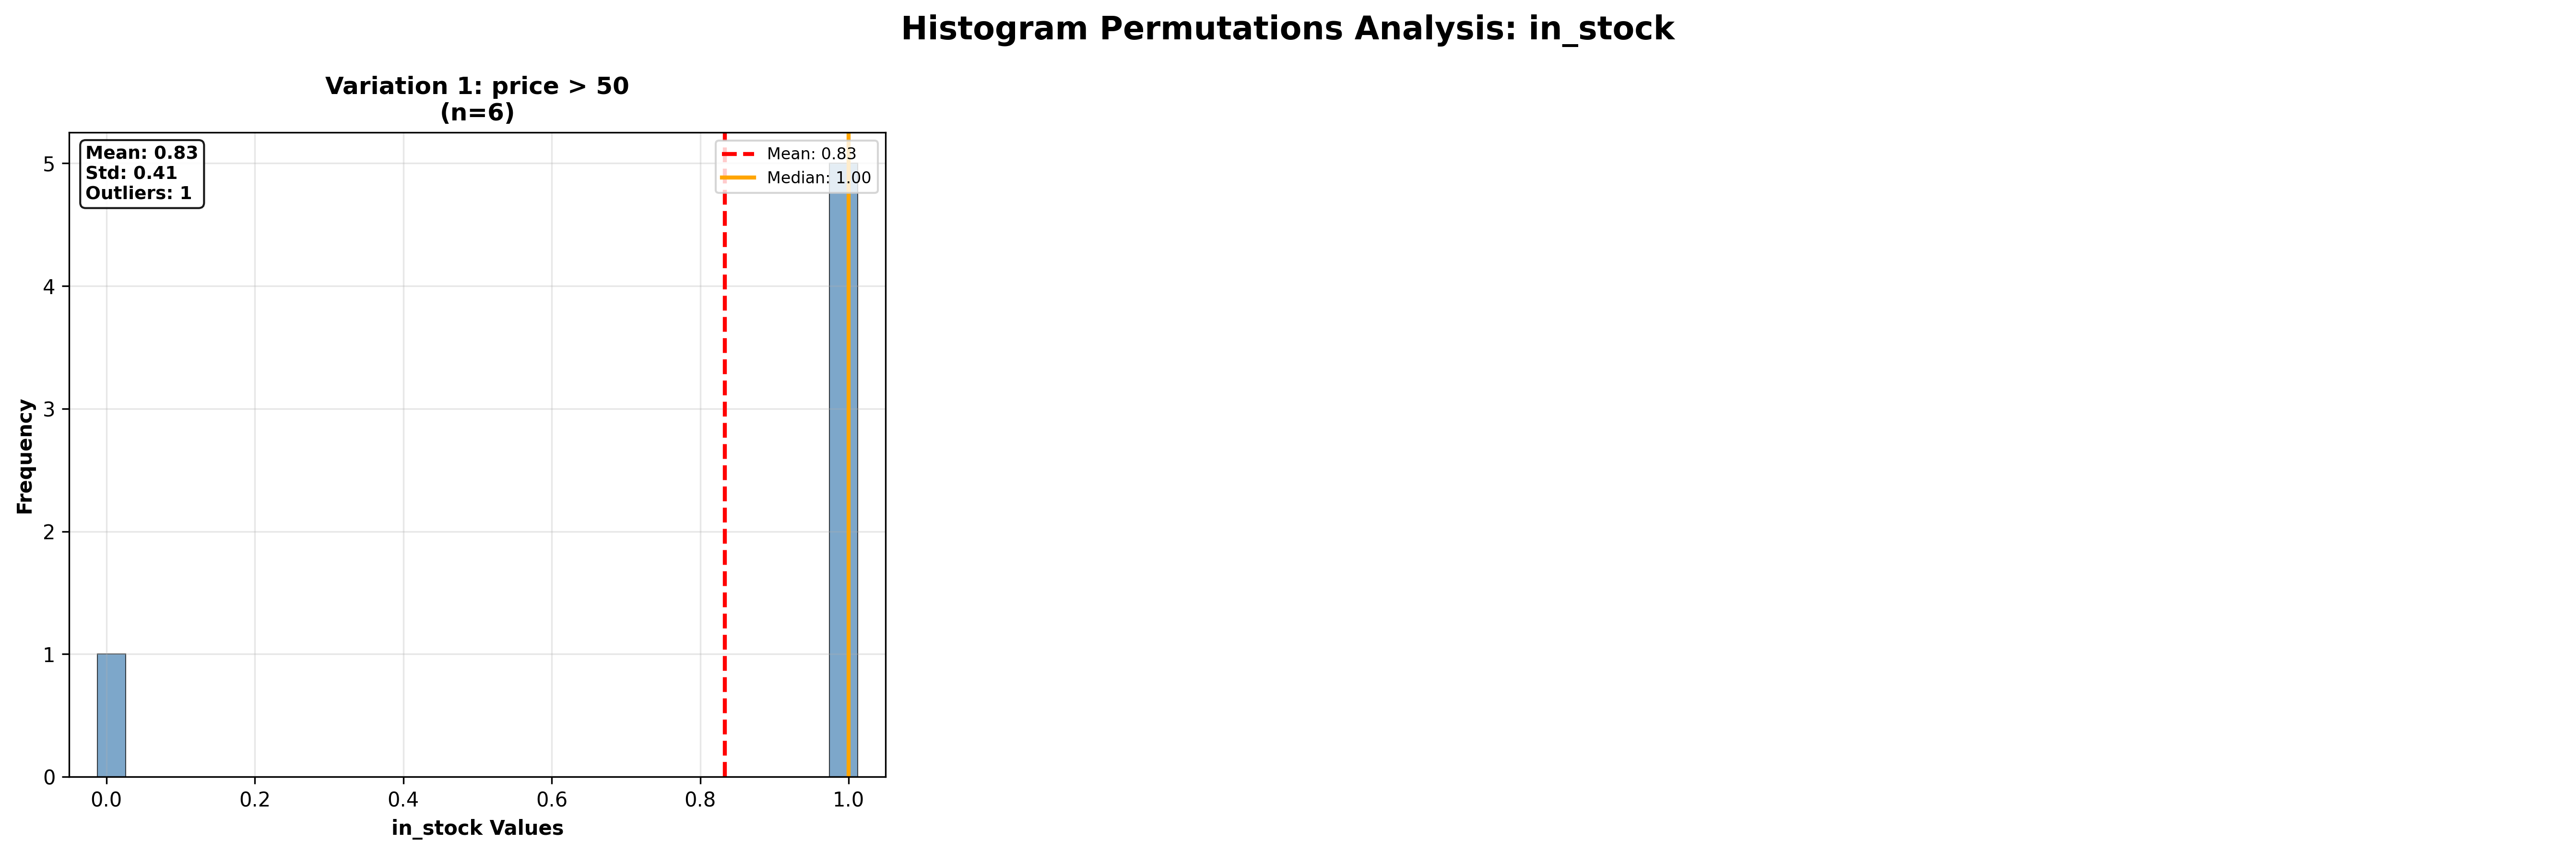 Histogram Permutations Analysis: in_stock
Variation 1: price > 50
(n=6)
Mean: 0.83
Std: 0.41
Outliers: 1
Mean: 0.83
Median: 1.00
5
4
3
2
1
0
Frequency
0.0 0.2 0.4 0.6 0.8 1.0
in_stock Values